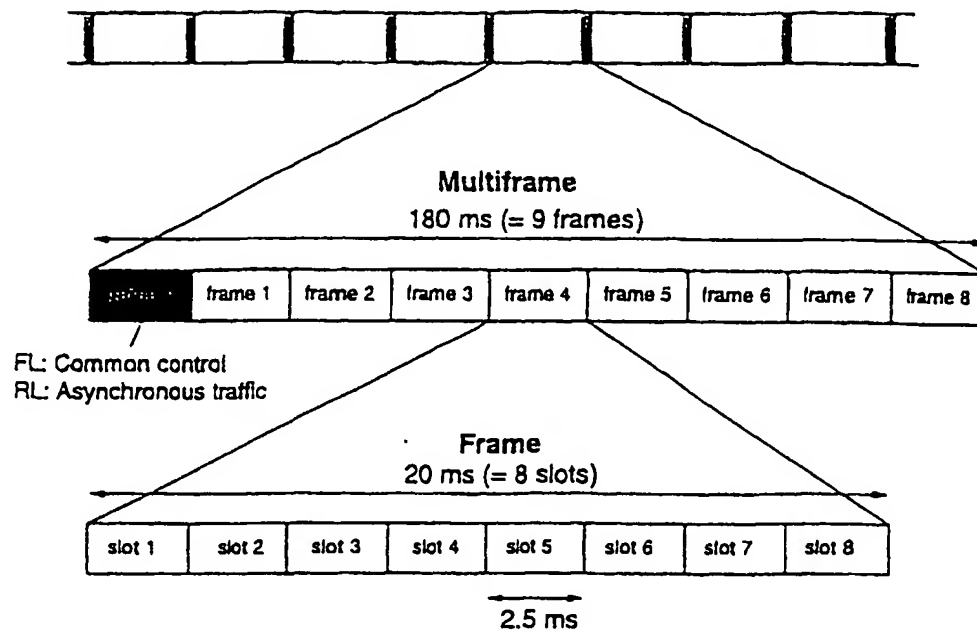 Multiframe
180 ms (= 9 frames)
frame 1 frame 2 frame 3 frame 4 frame 5 frame 6 frame 7 frame 8
FL: Common control
RL: Asynchronous traffic
Frame
20 ms (= 8 slots)
slot 1 slot 2 slot 3 slot 4 slot 5 slot 6 slot 7 slot 8
2.5 ms